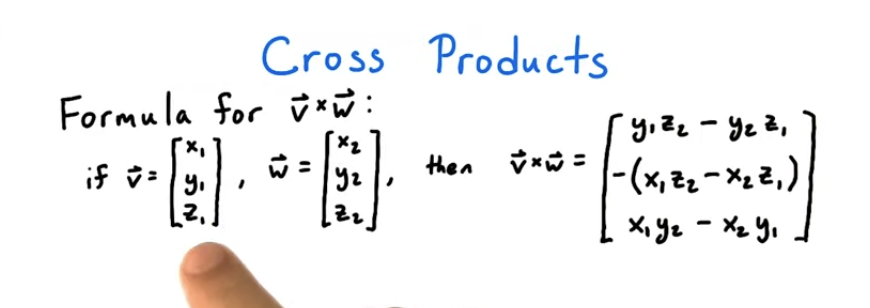 Cross Products
Formula for v⃗ × w⃗ :
if v⃗ = [x₁ y₁ z₁], w⃗ = [x₂ y₂ z₂], then v⃗ × w⃗ = [y₁z₂ − y₂z₁ −(x₁z₂ − x₂z₁) x₁y₂ − x₂y₁]